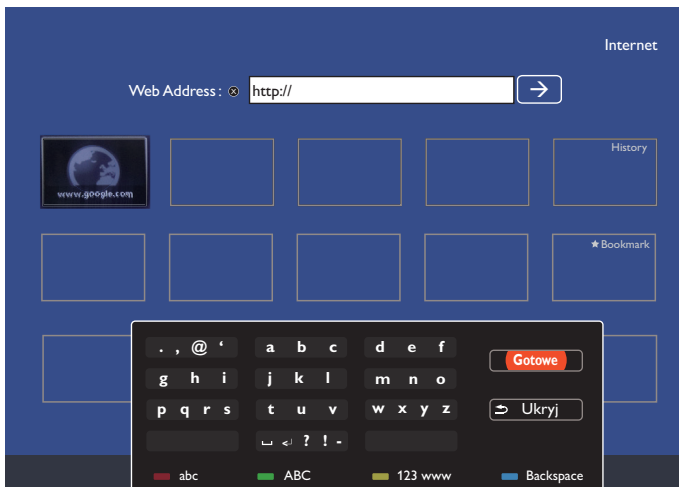 Internet
Web Address : ⊗ http:// →
www.google.com
History
★ Bookmark
. , @ ‘ a b c d e f
Gotowe
g h i j k l m n o
p q r s t u v w x y z
Ukryj
␣ ↵ ? ! -
abc ABC 123 www Backspace